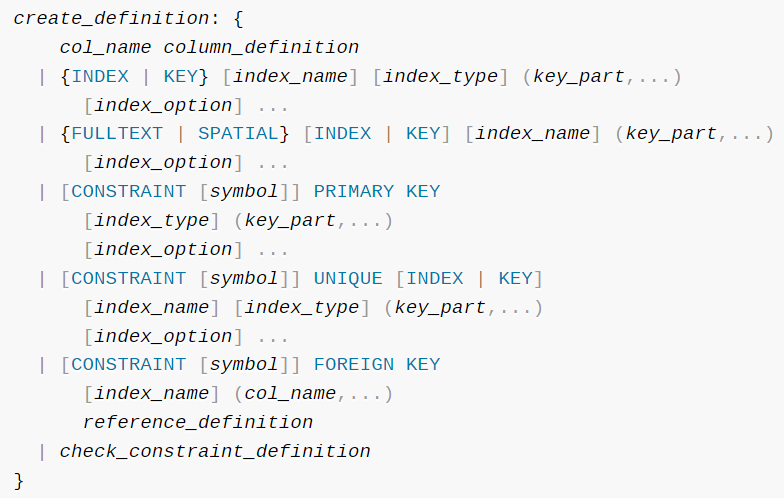 create_definition: {
    col_name column_definition
  | {INDEX | KEY} [index_name] [index_type] (key_part,...)
      [index_option] ...
  | {FULLTEXT | SPATIAL} [INDEX | KEY] [index_name] (key_part,...)
      [index_option] ...
  | [CONSTRAINT [symbol]] PRIMARY KEY
      [index_type] (key_part,...)
      [index_option] ...
  | [CONSTRAINT [symbol]] UNIQUE [INDEX | KEY]
      [index_name] [index_type] (key_part,...)
      [index_option] ...
  | [CONSTRAINT [symbol]] FOREIGN KEY
      [index_name] (col_name,...)
      reference_definition
  | check_constraint_definition
}